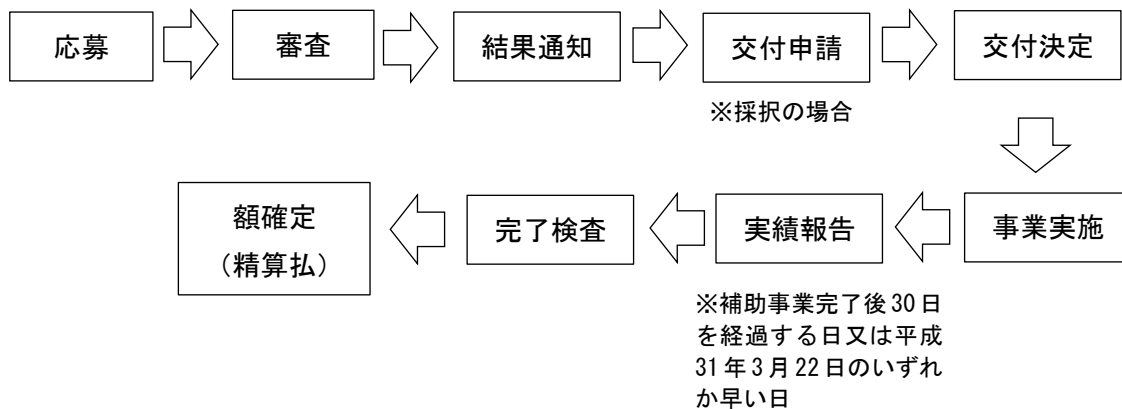 応募
審査
結果通知
交付申請
交付決定
※採択の場合
事業実施
実績報告
完了検査
額確定
(精算払)
※補助事業完了後30日
を経過する日又は平成
31年3月22日のいずれ
か早い日